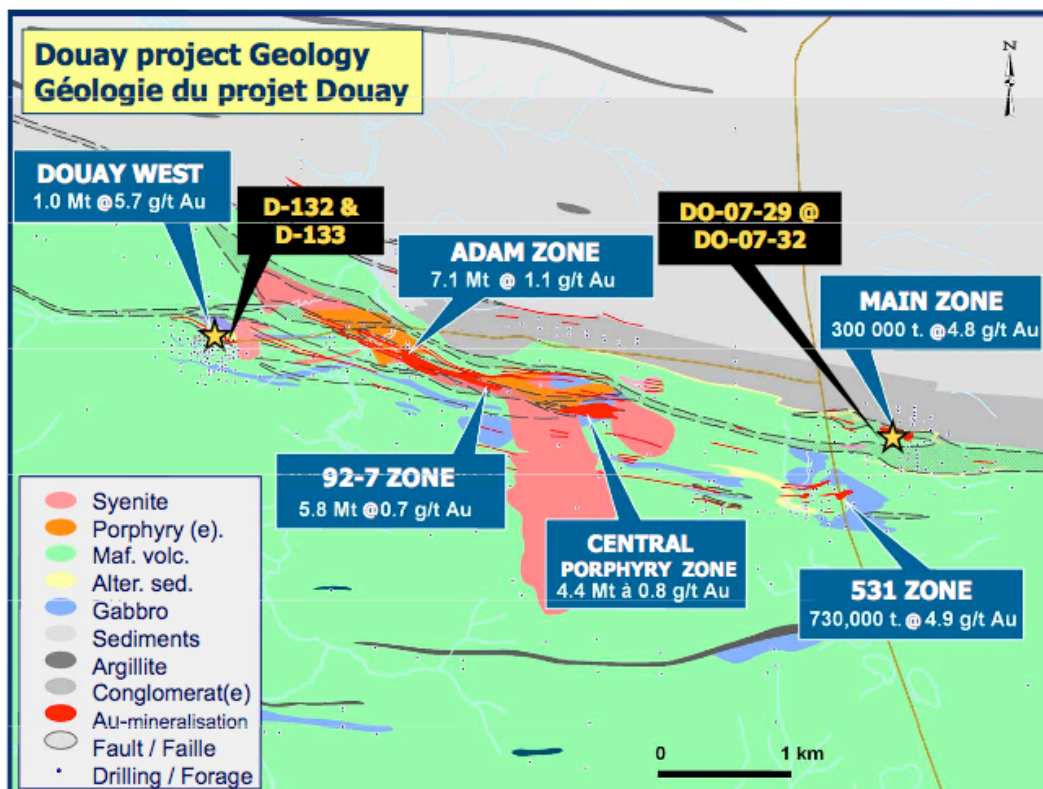 Douay project Geology
Géologie du projet Douay
N
DOUAY WEST
1.0 Mt @5.7 g/t Au
D-132 &
D-133
ADAM ZONE
7.1 Mt @ 1.1 g/t Au
DO-07-29 @
DO-07-32
MAIN ZONE
300 000 t. @4.8 g/t Au
92-7 ZONE
5.8 Mt @0.7 g/t Au
CENTRAL
PORPHYRY ZONE
4.4 Mt à 0.8 g/t Au
531 ZONE
730,000 t. @ 4.9 g/t Au
Syenite
Porphyry (e).
Maf. volc.
Alter. sed.
Gabbro
Sediments
Argillite
Conglomerat(e)
Au-mineralisation
Fault / Faille
Drilling / Forage
0 1 km